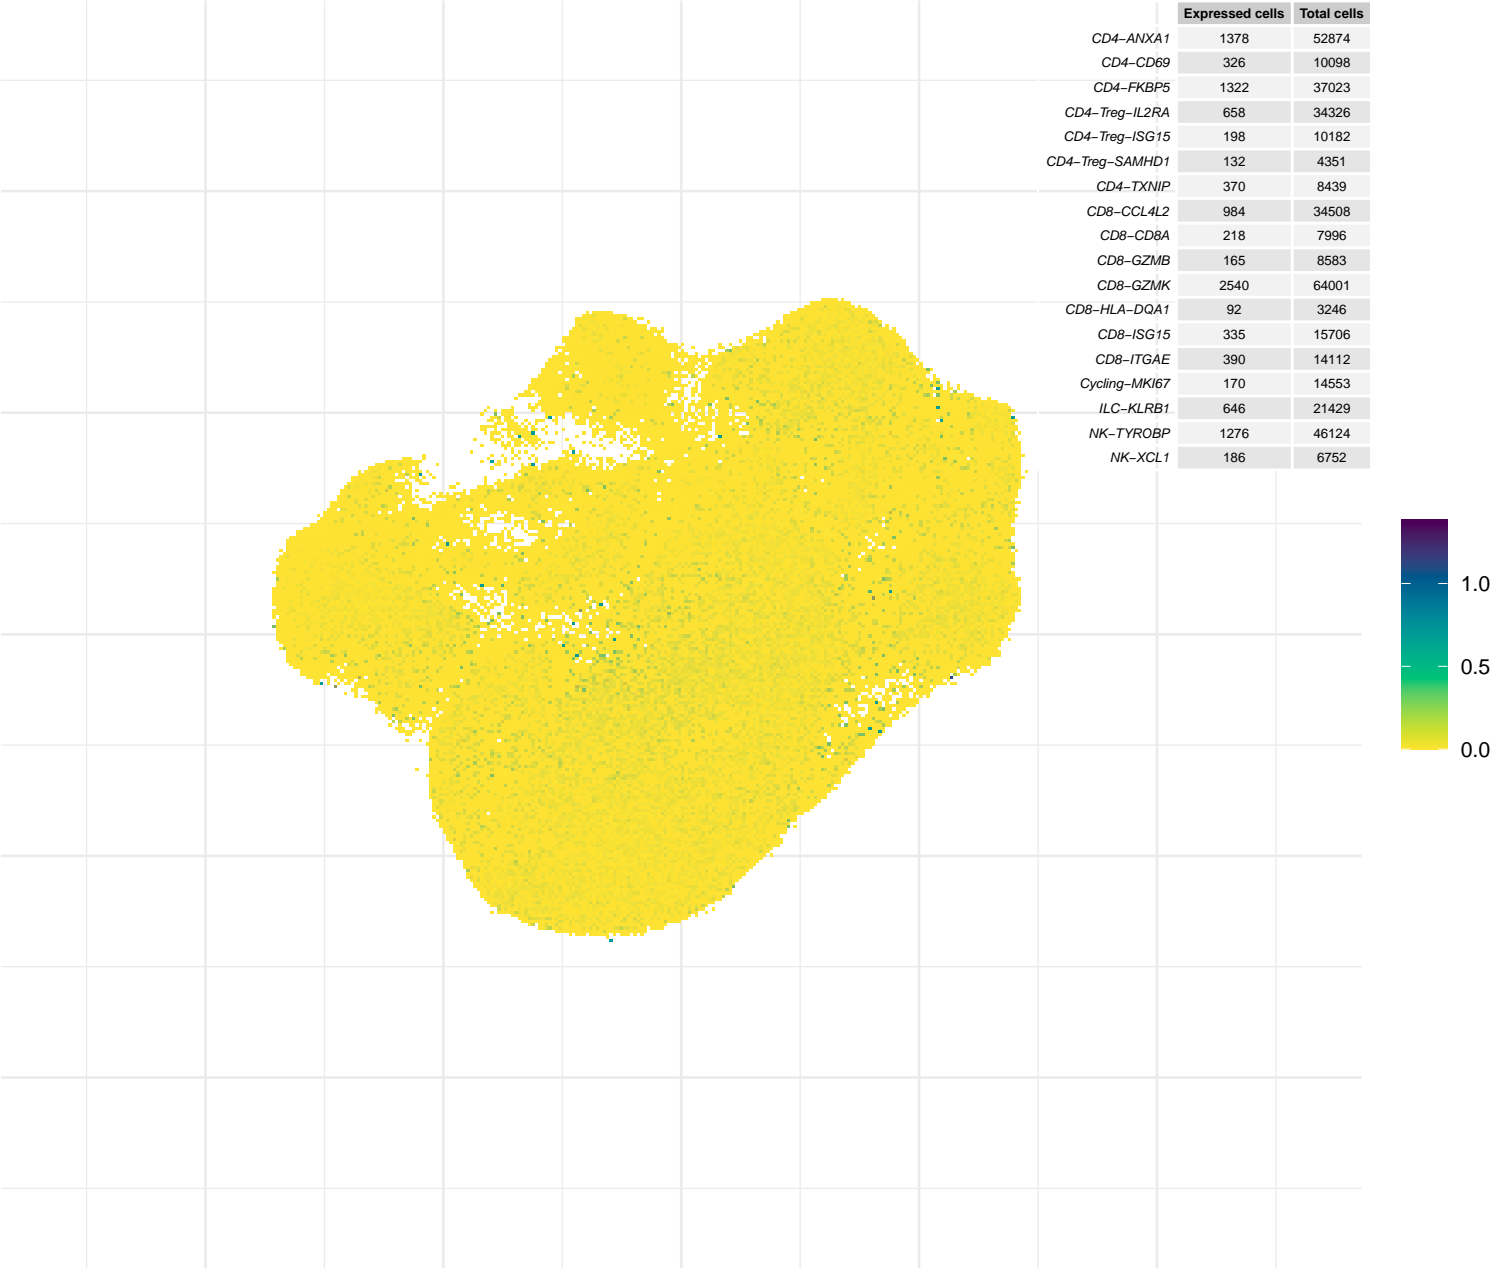 Expressed cells Total cells
CD4−ANXA1 1378 52874
CD4−CD69 326 10098
CD4−FKBP5 1322 37023
CD4−Treg−IL2RA 658 34326
CD4−Treg−ISG15 198 10182
CD4−Treg−SAMHD1 132 4351
CD4−TXNIP 370 8439
CD8−CCL4L2 984 34508
CD8−CD8A 218 7996
CD8−GZMB 165 8583
CD8−GZMK 2540 64001
CD8−HLA−DQA1 92 3246
CD8−ISG15 335 15706
CD8−ITGAE 390 14112
Cycling−MKI67 170 14553
ILC−KLRB1 646 21429
NK−TYROBP 1276 46124
NK−XCL1 186 6752
1.0
0.5
0.0